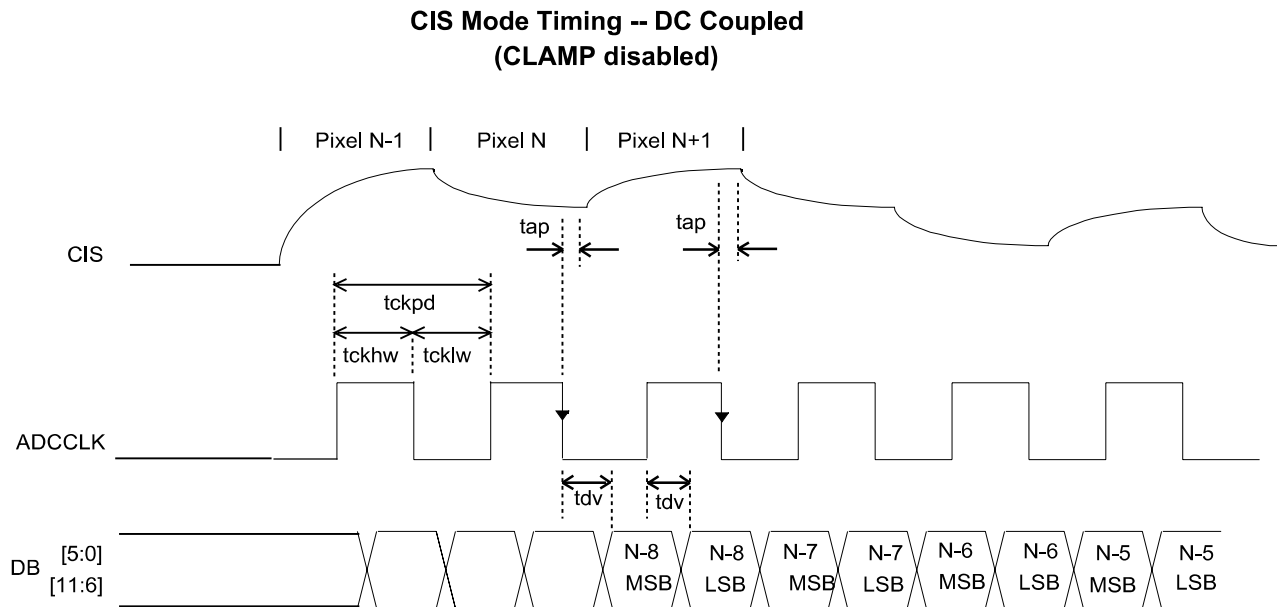 CIS Mode Timing -- DC Coupled
(CLAMP disabled)
| Pixel N-1 | Pixel N | Pixel N+1 |
tap tap
CIS
tckpd
tckhw tcklw
ADCCLK
tdv tdv
DB [5:0]
[11:6]
N-8 N-8 N-7 N-7 N-6 N-6 N-5 N-5
MSB LSB MSB LSB MSB LSB MSB LSB